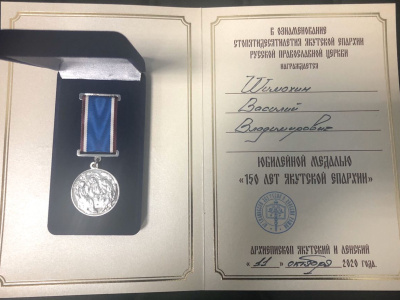 В ОЗНАМЕНОВАНИЕ
СТОПЯТИДЕСЯТИЛЕТИЯ ЯКУТСКОЙ ЕПАРХИИ
РУССКОЙ ПРАВОСЛАВНОЙ ЦЕРКВИ
НАГРАЖДАЕТСЯ
Шимохин
Василий
Владимирович
ЮБИЛЕЙНОЙ МЕДАЛЬЮ
«150 ЛЕТ ЯКУТСКОЙ ЕПАРХИИ»
АРХИЕПИСКОП ЯКУТСКИЙ И ЛЕНСКИЙ
« 11 » октября 2020 ГОДА.